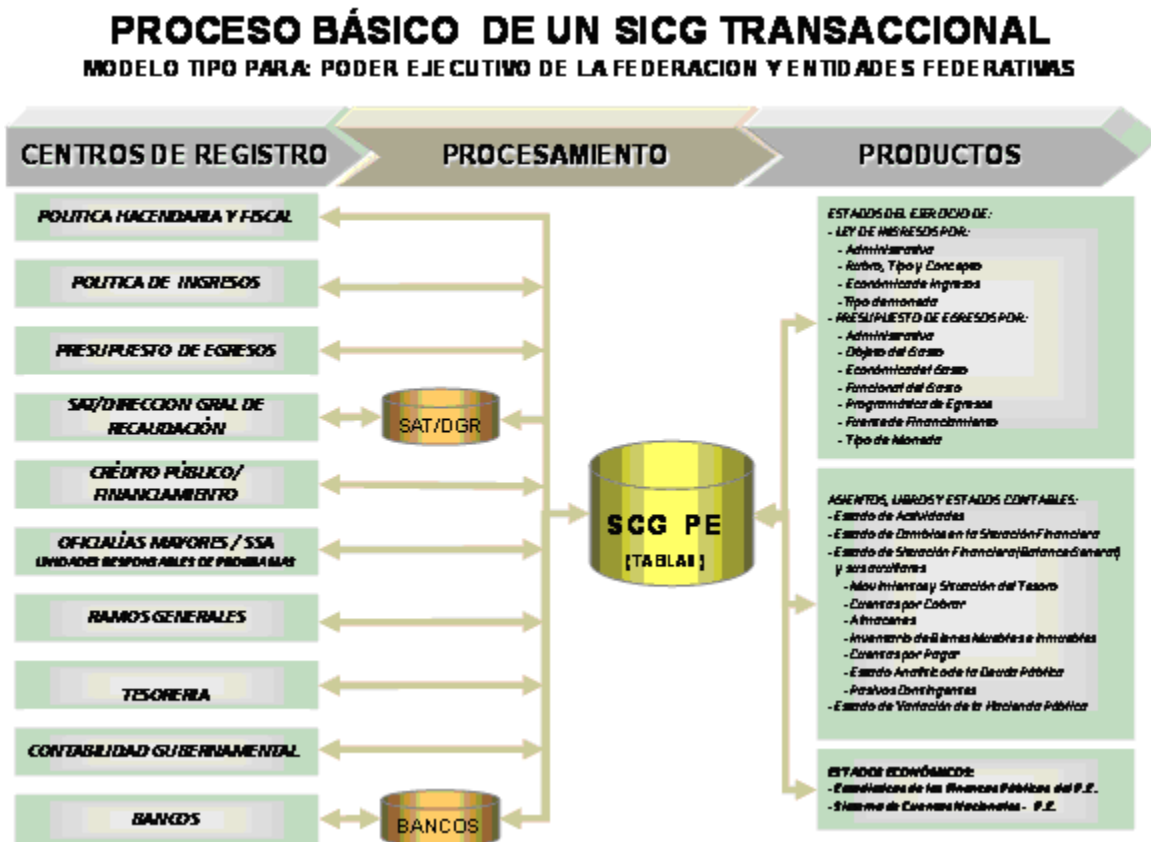 PROCESO BÁSICO DE UN SICG TRANSACCIONAL
MODELO TIPO PARA: PODER EJECUTIVO DE LA FEDERACION Y ENTIDADES FEDERATIVAS
CENTROS DE REGISTRO
PROCESAMIENTO
PRODUCTOS
POLITICA HACENDARIA Y FISCAL
POLITICA DE INGRESOS
PRESUPUESTO DE EGRESOS
SAT/DIRECCION GRAL DE
RECAUDACIÓN
CRÉDITO PÚBLICO/
FINANCIAMIENTO
OFICIALÍAS MAYORES / SSA
UNIDADES RESPONSABLES DE PROGRAMAS
RAMOS GENERALES
TESORERIA
CONTABILIDAD GUBERNAMENTAL
BANCOS
SAT/DGR
BANCOS
SCG PE
ESTADOS DEL EJERCICIO DE:
- LEY DE INGRESOS POR:
- Administrativa
- Rubro, Tipo y Concepto
- Económica de Ingresos
- Tipo de moneda
- PRESUPUESTO DE EGRESOS POR:
- Administrativa
- Objeto del Gasto
- Económica del Gasto
- Funcional del Gasto
- Programática de Egresos
- Fuente de Financiamiento
- Tipo de Moneda
ASIENTOS, LIBROS Y ESTADOS CONTABLES:
- Estado de Actividades
- Estado de Cambios en la Situación Financiera
- Estado de Situación Financiera (Balance General)
y sus auxiliares
- Movimientos y Situación del Tesoro
- Cuentas por Cobrar
- Almacenes
- Inventario de Bienes Muebles e Inmuebles
- Cuentas por Pagar
- Estado Analítico de la Deuda Pública
- Pasivos Contingentes
- Estado de Variación de la Hacienda Pública
ESTADOS ECONÓMICOS:
- Estadísticas de las Finanzas Públicas del P.E.
- Sistema de Cuentas Nacionales - P.E.